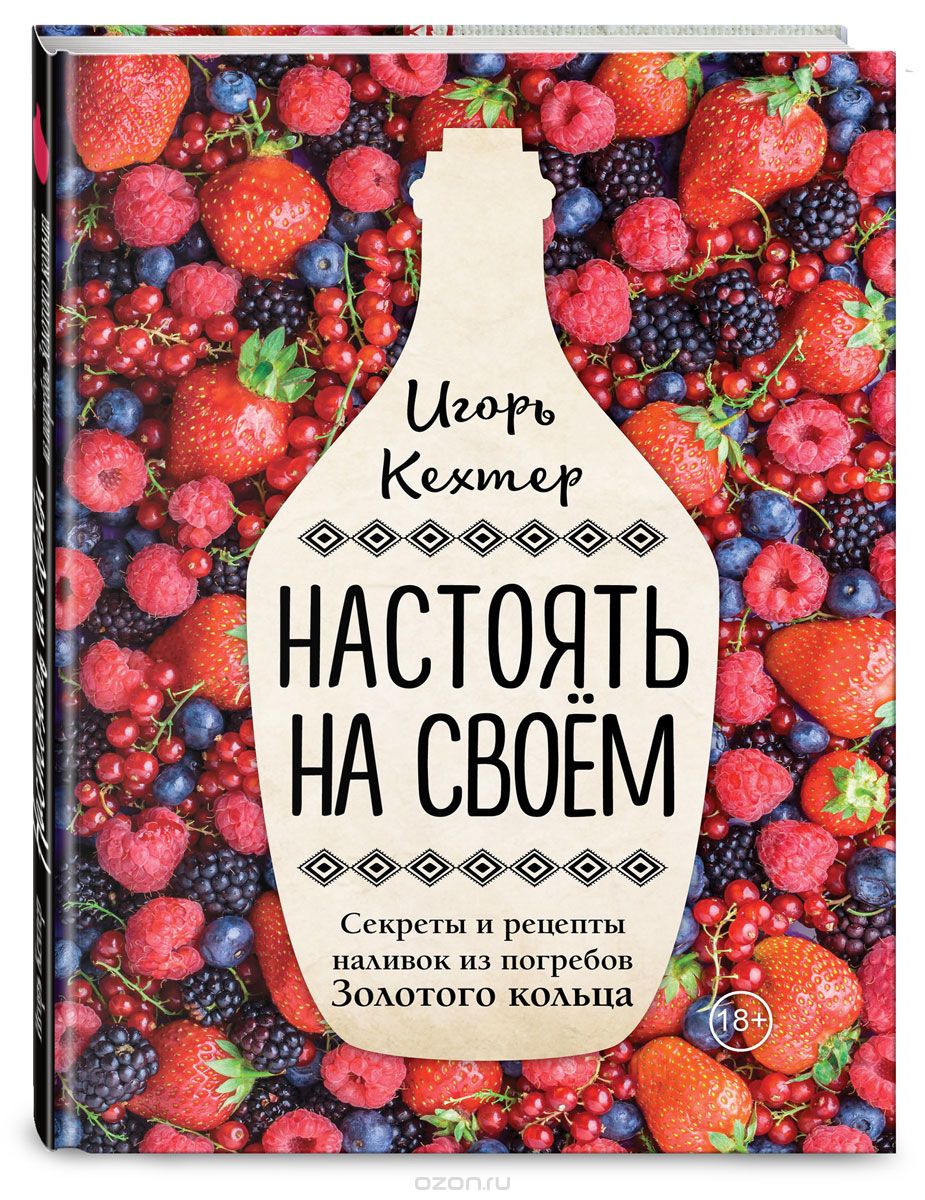 Игорь
Кехтер
НАСТОЯТЬ
НА СВОЁМ
Секреты и рецепты
наливок из погребов
Золотого кольца
18+
ozon.ru